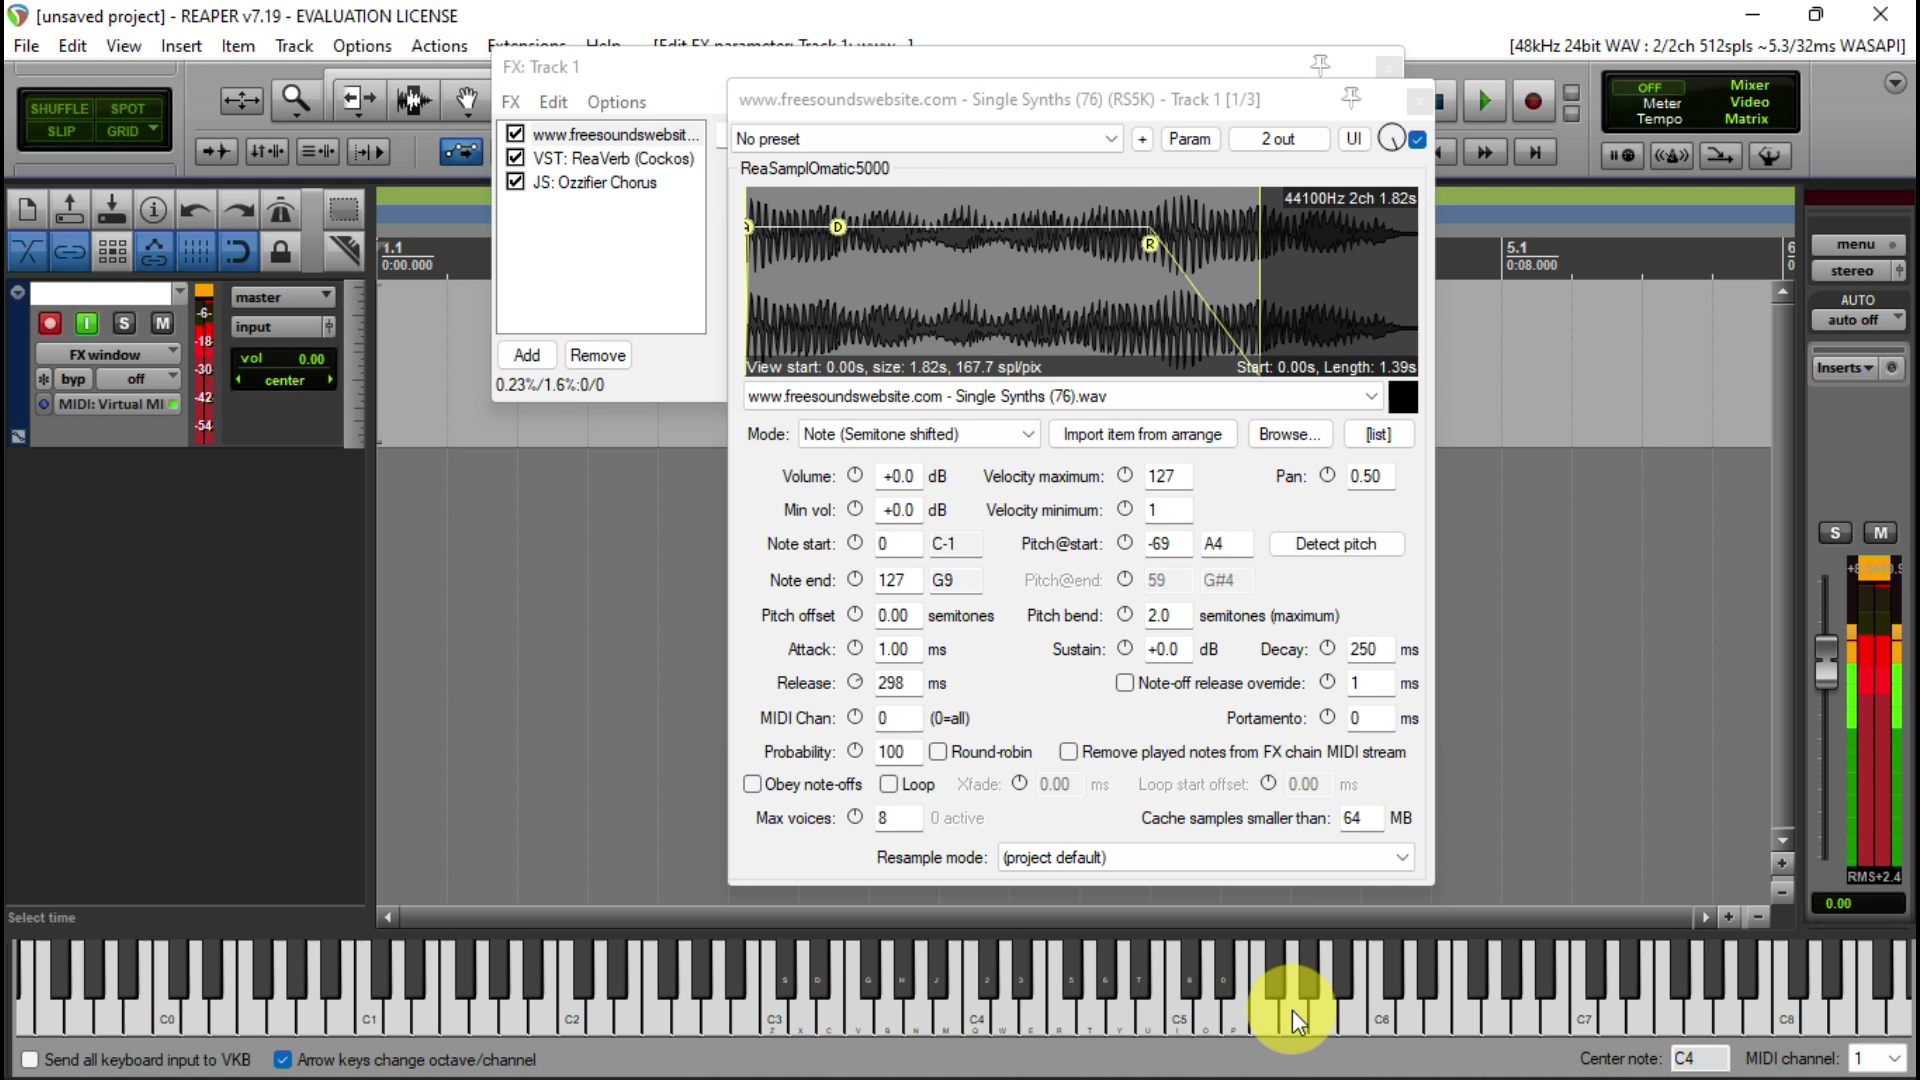 [unsaved project] - REAPER v7.19 - EVALUATION LICENSE
File Edit View Insert Item Track Options Actions
[48kHz 24bit WAV : 2/2ch 512spls ~5.3/32ms WASAPI]
FX: Track 1
FX Edit Options
www.freesoundswebsite.com - Single Synths (76) (RS5K) - Track 1 [1/3]
SHUFFLE SPOT
SLIP GRID
OFF Mixer
Meter Video
Tempo Matrix
www.freesoundswebsit...
VST: ReaVerb (Cockos)
JS: Ozzifier Chorus
Add Remove
0.23%/1.6%:0/0
No preset + Param 2 out UI
ReaSamplOmatic5000
44100Hz 2ch 1.82s
D
R
View start: 0.00s, size: 1.82s, 167.7 spl/pix
Start: 0.00s, Length: 1.39s
www.freesoundswebsite.com - Single Synths (76).wav
Mode: Note (Semitone shifted) Import item from arrange Browse... [list]
Volume: +0.0 dB Velocity maximum: 127 Pan: 0.50
Min vol: +0.0 dB Velocity minimum: 1
Note start: 0 C-1 Pitch@start: -69 A4 Detect pitch
Note end: 127 G9 Pitch@end: 59 G#4
Pitch offset 0.00 semitones Pitch bend: 2.0 semitones (maximum)
Attack: 1.00 ms Sustain: +0.0 dB Decay: 250 ms
Release: 298 ms Note-off release override: 1 ms
MIDI Chan: 0 (0=all) Portamento: 0 ms
Probability: 100 Round-robin Remove played notes from FX chain MIDI stream
Obey note-offs Loop Xfade: 0.00 ms Loop start offset: 0.00 ms
Max voices: 8 0 active Cache samples smaller than: 64 MB
Resample mode: (project default)
1.1
0:00.000
5.1
0:08.000
6
master
input
S M
FX window
byp off
MIDI: Virtual MI
vol 0.00
center
-6-
-18-
-30-
-42-
-54-
menu
stereo
AUTO
auto off
Inserts
S M
RMS+2.4
0.00
Select time
C0 C1 C2 C3 C4 C5 C6 C7 C8
Send all keyboard input to VKB Arrow keys change octave/channel
Center note: C4 MIDI channel: 1